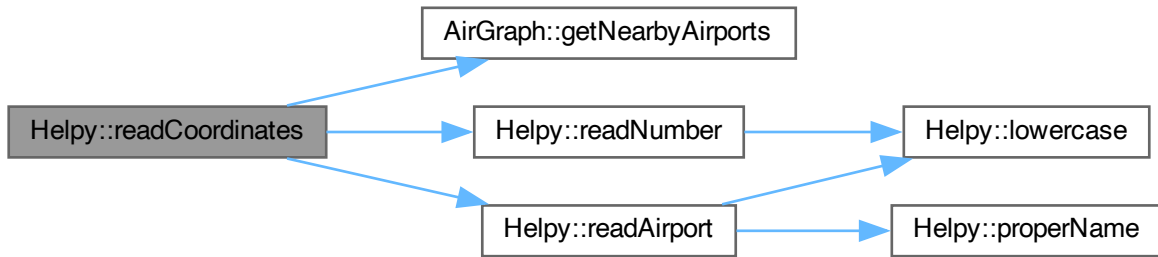 AirGraph::getNearbyAirports
Helpy::readCoordinates
Helpy::readNumber
Helpy::lowercase
Helpy::readAirport
Helpy::properName